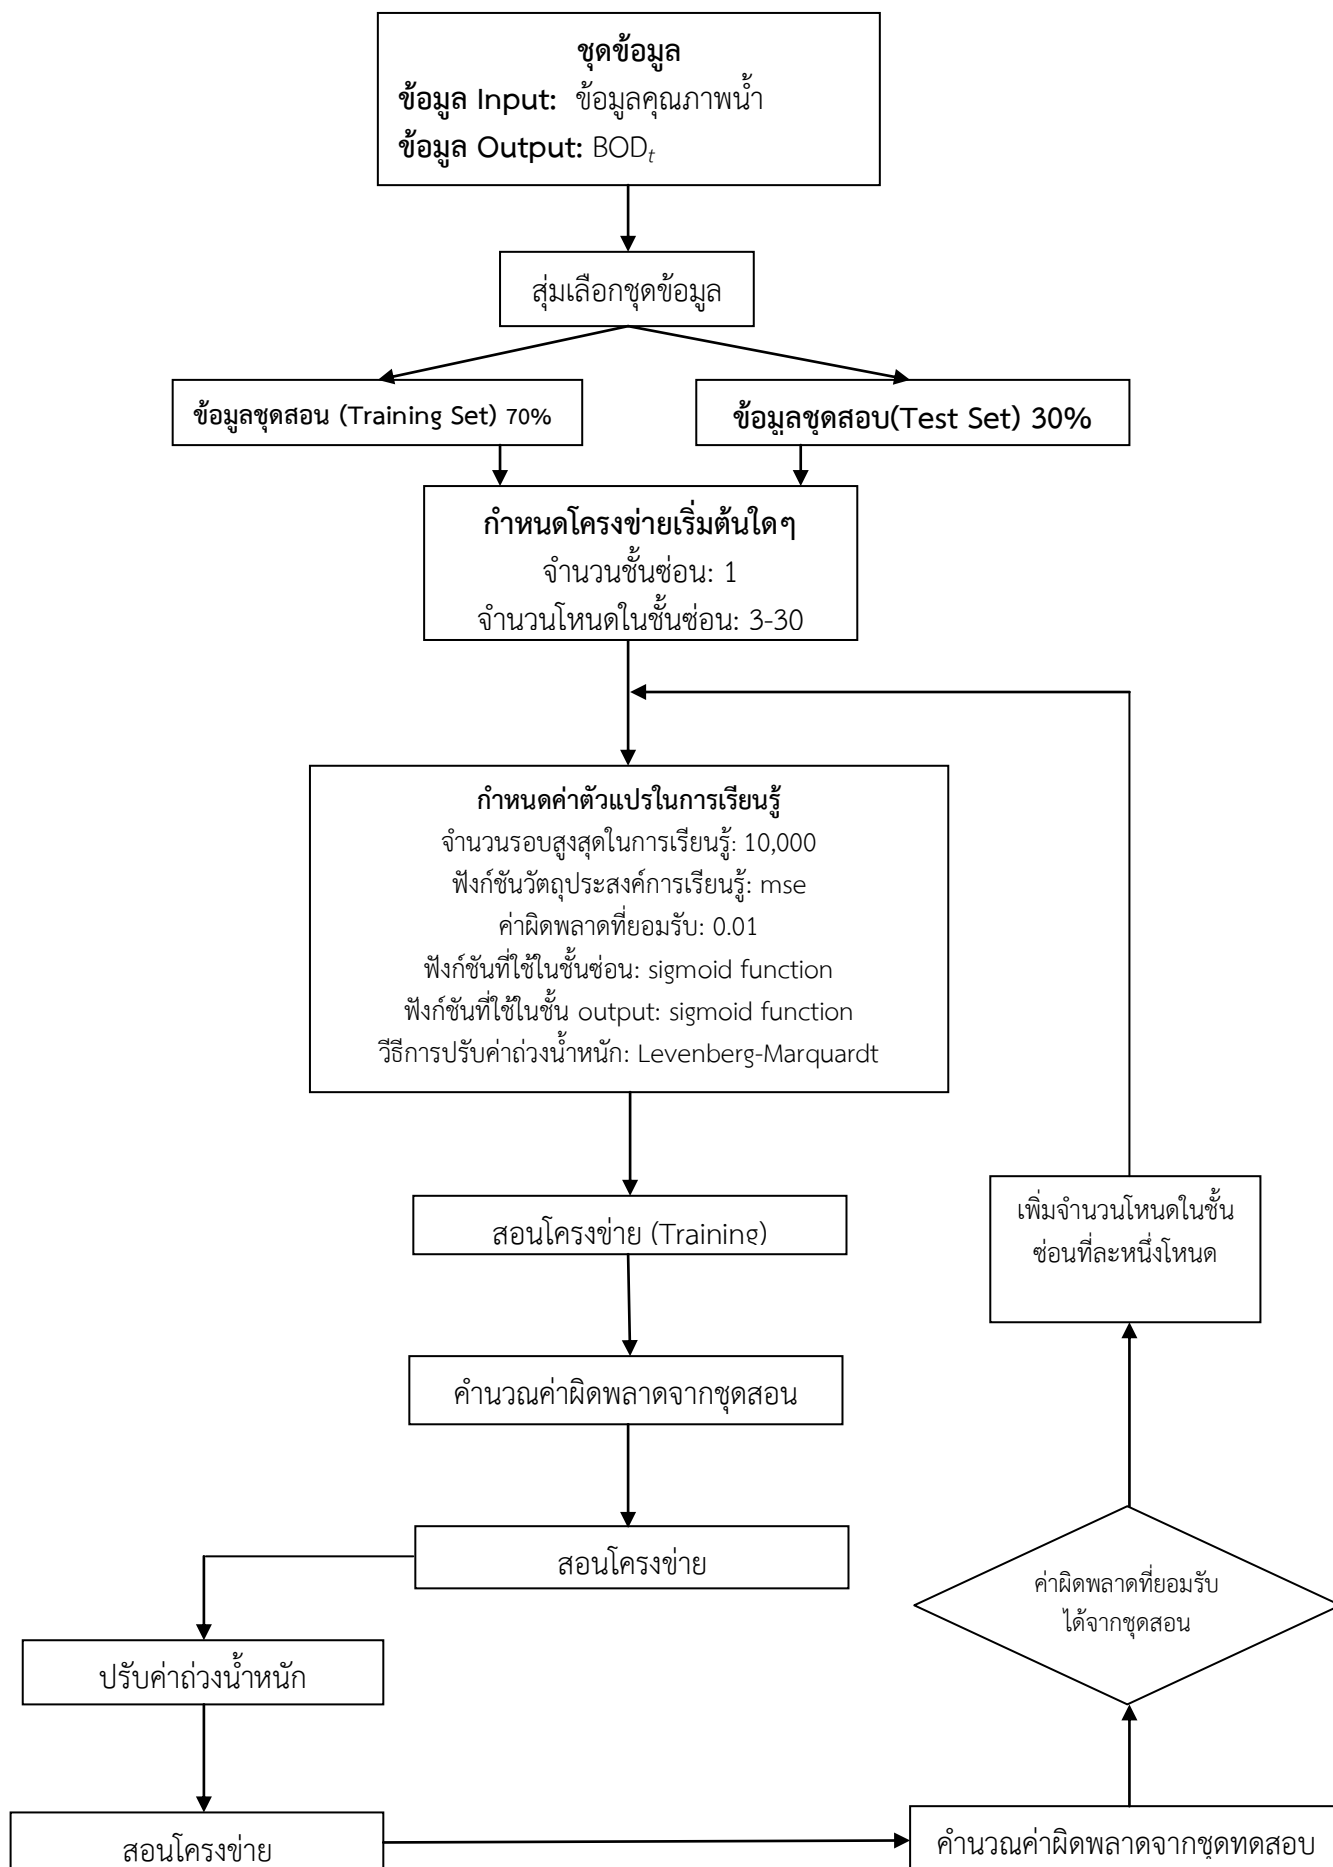 ชุดข้อมูล
ข้อมูล Input: ข้อมูลคุณภาพน้ำ
ข้อมูล Output: BODt
สุ่มเลือกชุดข้อมูล
ข้อมูลชุดสอน (Training Set) 70%
ข้อมูลชุดสอบ(Test Set) 30%
กำหนดโครงข่ายเริ่มต้นใดๆ
จำนวนชั้นซ่อน: 1
จำนวนโหนดในชั้นซ่อน: 3-30
กำหนดค่าตัวแปรในการเรียนรู้
จำนวนรอบสูงสุดในการเรียนรู้: 10,000
ฟังก์ชันวัตถุประสงค์การเรียนรู้: mse
ค่าผิดพลาดที่ยอมรับ: 0.01
ฟังก์ชันที่ใช้ในชั้นซ่อน: sigmoid function
ฟังก์ชันที่ใช้ในชั้น output: sigmoid function
วีธีการปรับค่าถ่วงน้ำหนัก: Levenberg-Marquardt
สอนโครงข่าย (Training)
เพิ่มจำนวนโหนดในชั้น
ซ่อนที่ละหนึ่งโหนด
คำนวณค่าผิดพลาดจากชุดสอน
สอนโครงข่าย
ค่าผิดพลาดที่ยอมรับ
ได้จากชุดสอน
ปรับค่าถ่วงน้ำหนัก
สอนโครงข่าย
คำนวณค่าผิดพลาดจากชุดทดสอบ